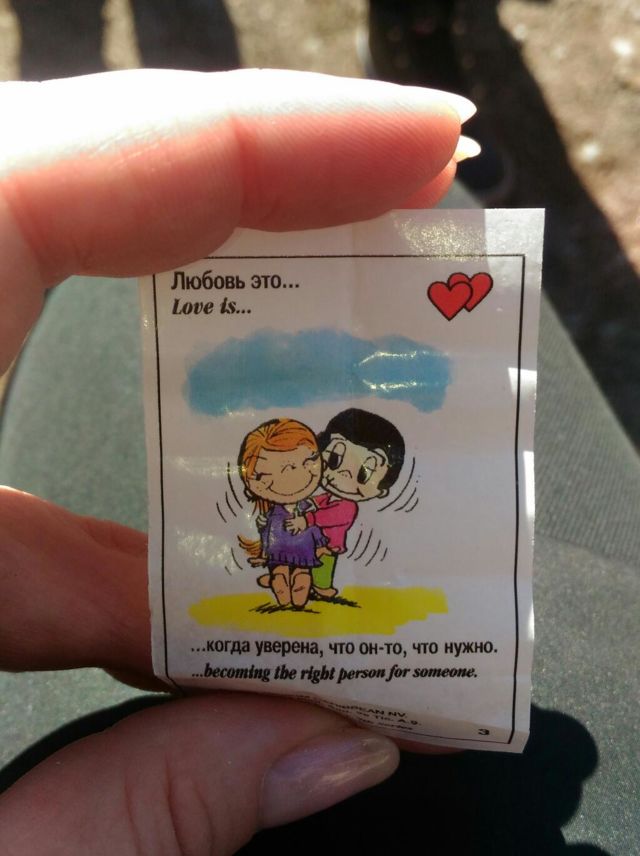 Любовь это...
Love is...
...когда уверена, что он-то, что нужно.
...becoming the right person for someone.
3